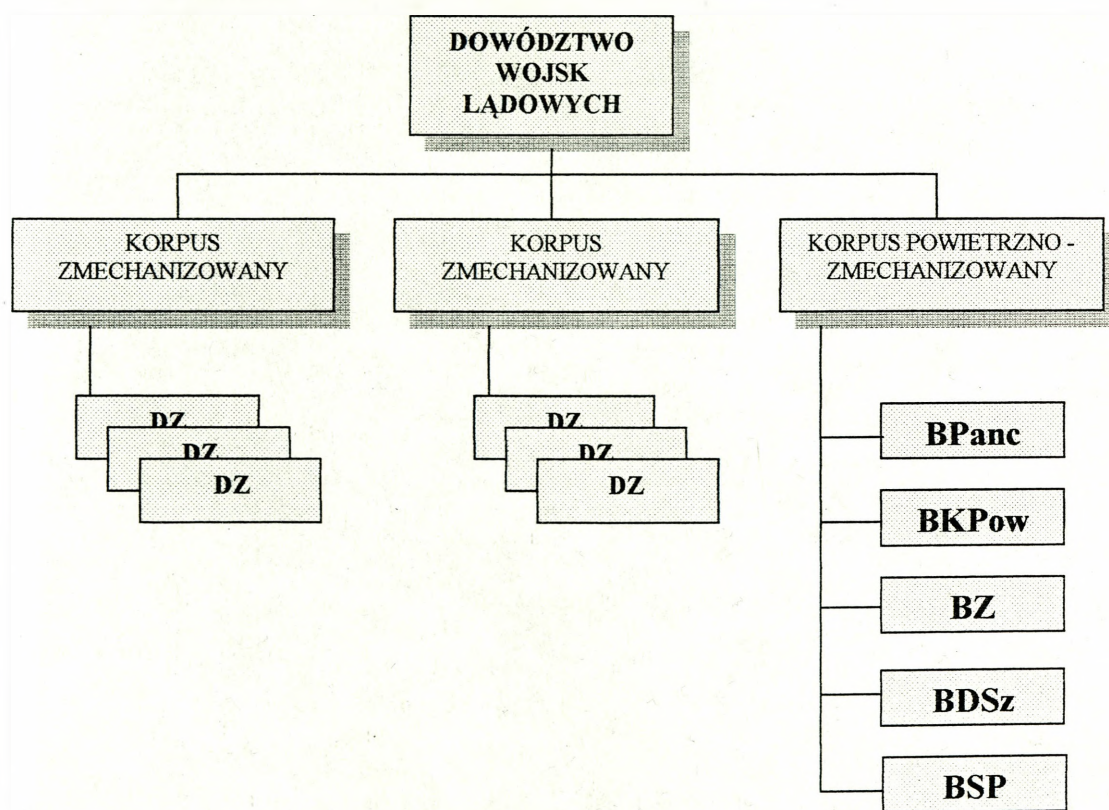 DOWÓDZTWO
WOJSK
LĄDOWYCH
KORPUS
ZMECHANIZOWANY
KORPUS
ZMECHANIZOWANY
KORPUS POWIETRZNO -
ZMECHANIZOWANY
DZ
DZ
DZ
DZ
DZ
DZ
BPanc
BKPow
BZ
BDSz
BSP